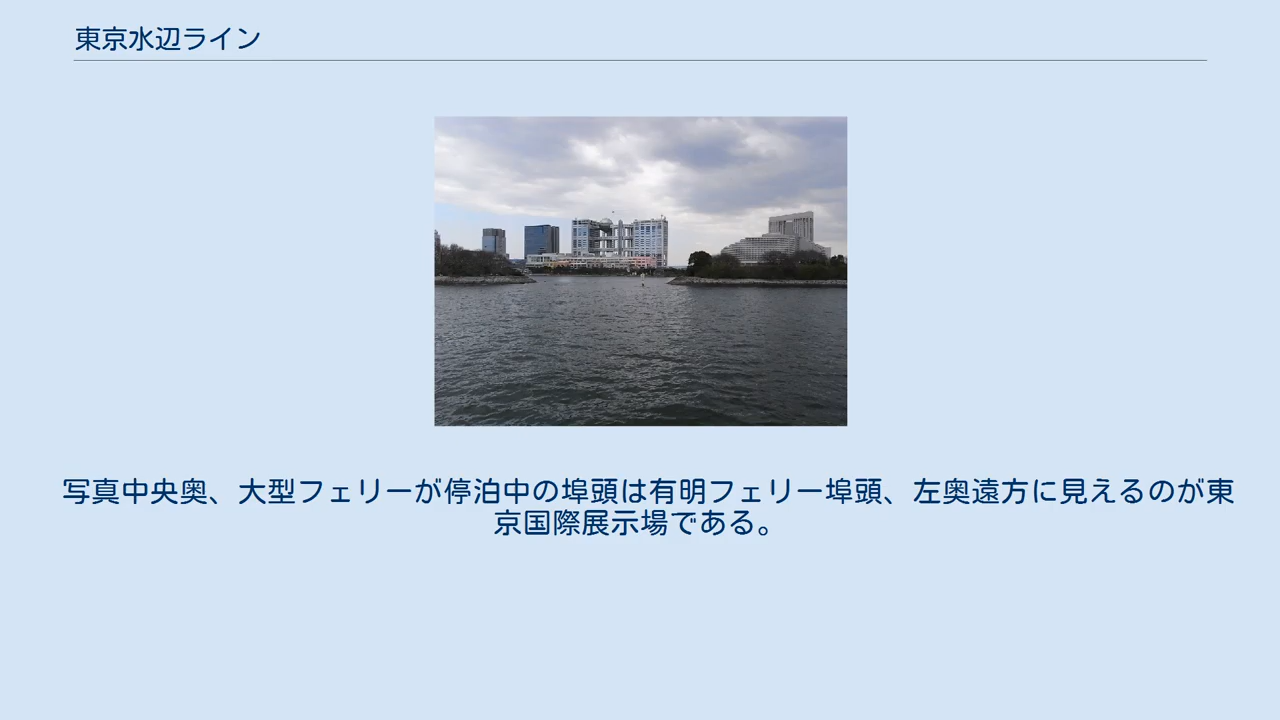 東京水辺ライン
写真中央奥、大型フェリーが停泊中の埠頭は有明フェリー埠頭、左奥遠方に見えるのが東
京国際展示場である。